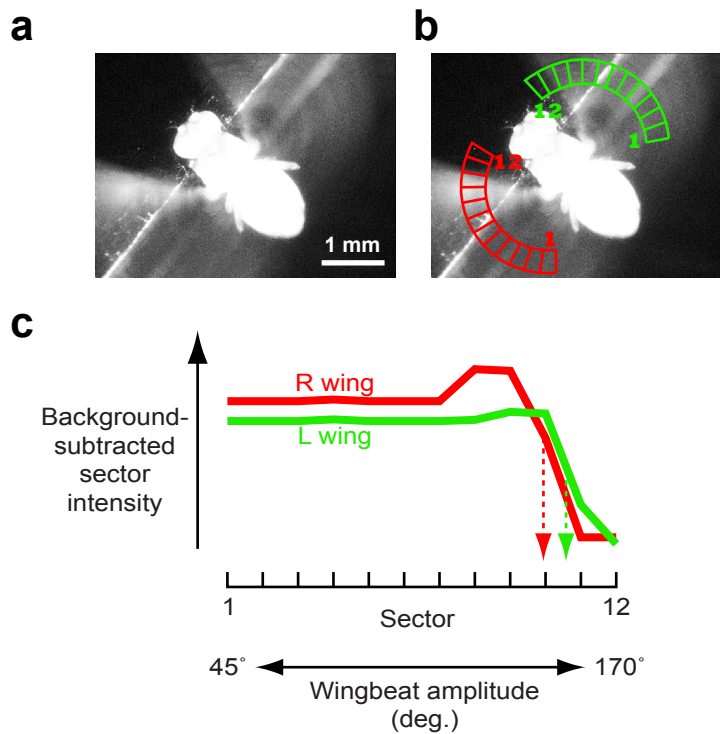 a
b
1 mm
12
1
12
1
c
R wing
L wing
Background-
subtracted
sector
intensity
1
12
Sector
45°
170°
Wingbeat amplitude
(deg.)